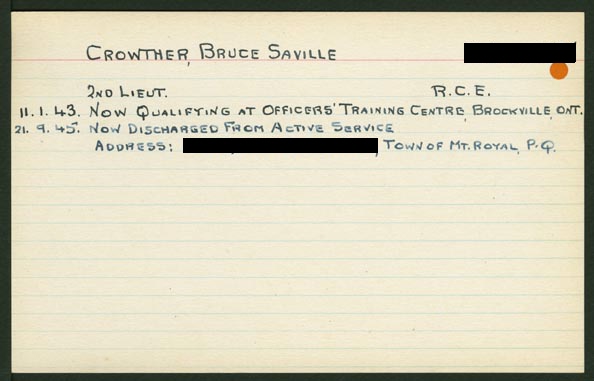 CROWTHER, BRUCE SAVILLE
2ND LIEUT. R.C.E.
11.1.43. NOW QUALIFYING AT OFFICERS' TRAINING CENTRE, BROCKVILLE, ONT.
21.9.45. NOW DISCHARGED FROM ACTIVE SERVICE
ADDRESS: , TOWN OF MT. ROYAL, P.Q.